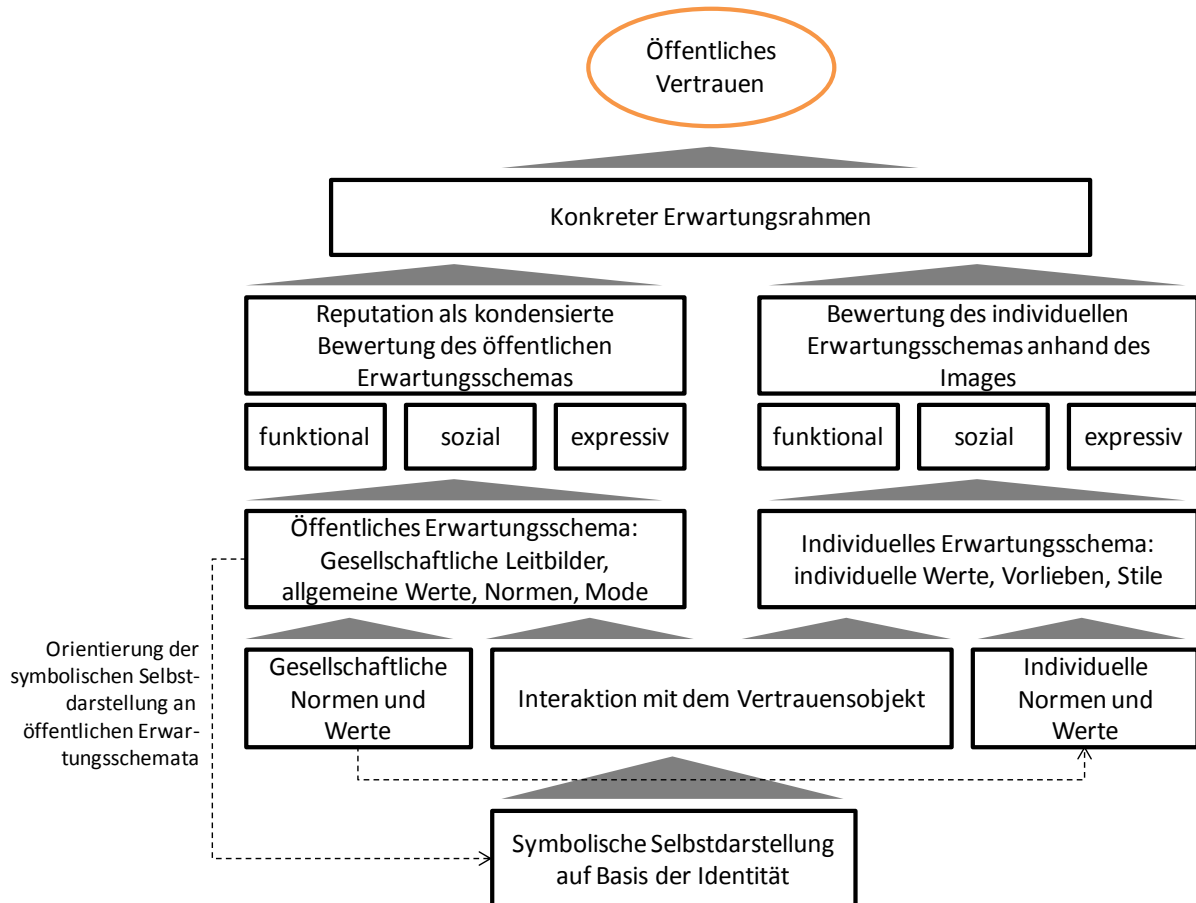 Öffentliches
Vertrauen
Konkreter Erwartungsrahmen
Reputation als kondensierte
Bewertung des öffentlichen
Erwartungsschemas
Bewertung des individuellen
Erwartungsschemas anhand des
Images
funktional
sozial
expressiv
funktional
sozial
expressiv
Öffentliches Erwartungsschema:
Gesellschaftliche Leitbilder,
allgemeine Werte, Normen, Mode
Individuelles Erwartungsschema:
individuelle Werte, Vorlieben, Stile
Orientierung der
symbolischen Selbst-
darstellung an
öffentlichen Erwar-
tungsschemata
Gesellschaftliche
Normen und
Werte
Interaktion mit dem Vertrauensobjekt
Individuelle
Normen und
Werte
Symbolische Selbstdarstellung
auf Basis der Identität